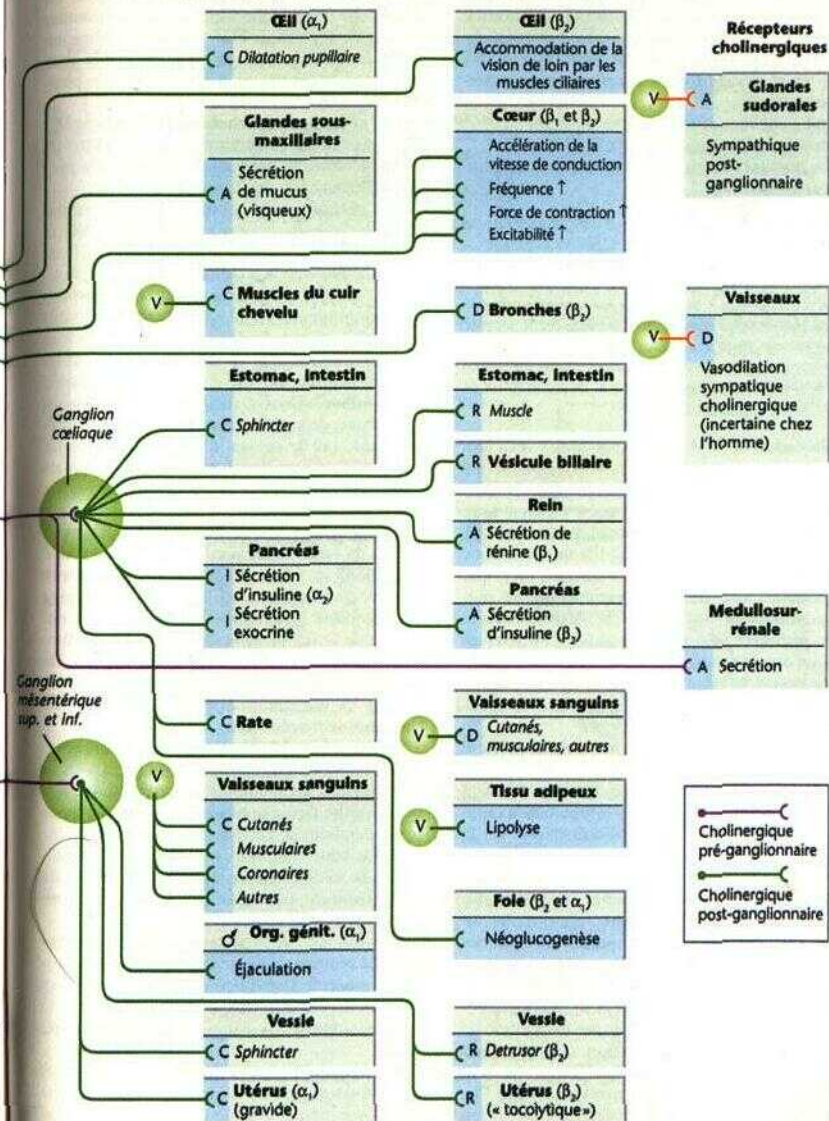 Œil (α₁)
C Dilatation pupillaire
Glandes sous-
maxillaires
Sécrétion
A de mucus
(visqueux)
V
C Muscles du cuir
chevelu
Estomac, intestin
C Sphincter
Ganglion
cœliaque
Pancréas
I Sécrétion
d'insuline (α₂)
I Sécrétion
exocrine
Ganglion
mésentérique
sup. et inf.
C Rate
V
Vaisseaux sanguins
C Cutanés
Musculaires
Coronaires
Autres
♂ Org. génit. (α₁)
Éjaculation
Vessie
C Sphincter
C Utérus (α₁)
(gravide)
Œil (β₂)
Accommodation de la
vision de loin par les
muscles ciliaires
Cœur (β₁ et β₂)
Accélération de la
vitesse de conduction
Fréquence ↑
Force de contraction ↑
Excitabilité ↑
D Bronches (β₂)
Estomac, intestin
R Muscle
R Vésicule biliaire
Rein
A Sécrétion de
rénine (β₁)
Pancréas
A Sécrétion
d'insuline (β₂)
Vaisseaux sanguins
V
D Cutanés,
musculaires, autres
Tissu adipeux
V
Lipolyse
Foie (β₂ et α₁)
Néoglucogenèse
Vessie
R Detrusor (β₂)
R Utérus (β₂)
(« tocolytique »)
Récepteurs
cholinergiques
V
A Glandes
sudorales
Sympathique
post-
ganglionnaire
Vaisseaux
V
D
Vasodilation
sympatique
cholinergique
(incertaine chez
l'homme)
Medullosur-
rénale
A Secrétion
Cholinergique
pré-ganglionnaire
Cholinergique
post-ganglionnaire